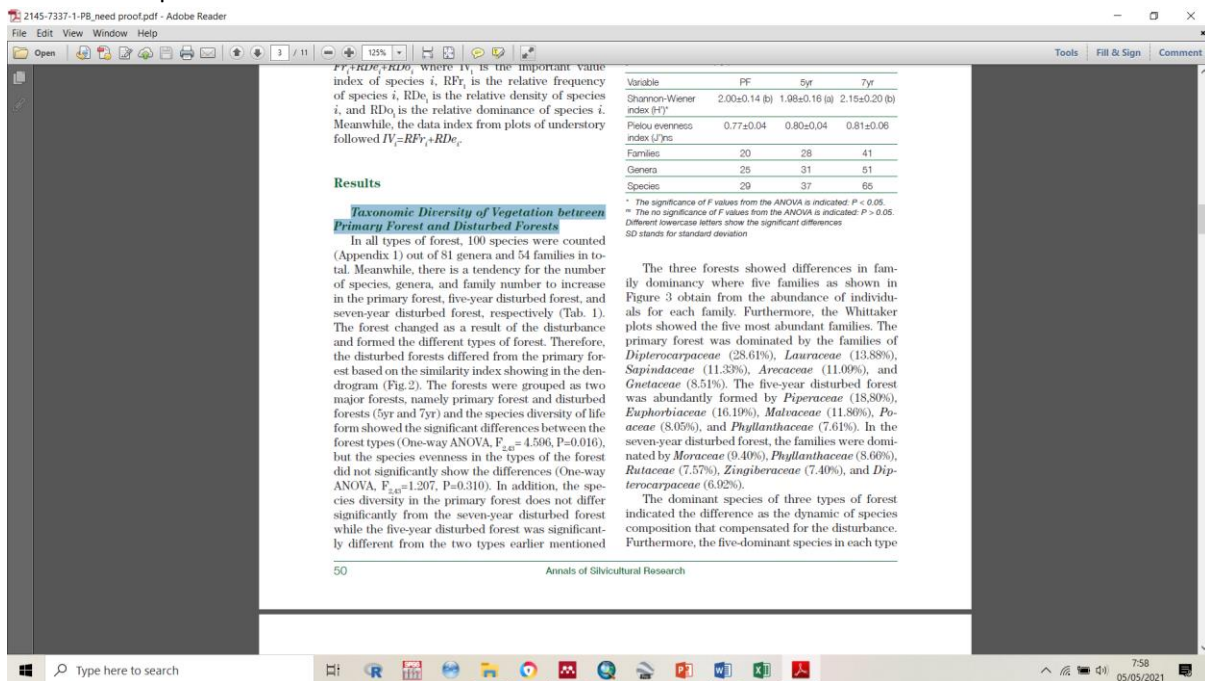 2145-7337-1-PB_need proof.pdf - Adobe Reader
File Edit View Window Help
Open
3 / 11
125%
Tools Fill & Sign Comment
Fr_i+RDe_i+RDo_i, where IV_i is the important value
index of species i, RFr_i is the relative frequency
of species i, RDe_i is the relative density of species
i, and RDo_i is the relative dominance of species i.
Meanwhile, the data index from plots of understory
followed IV_i=RFr_i+RDe_i.
Results
Taxonomic Diversity of Vegetation between
Primary Forest and Disturbed Forests
In all types of forest, 100 species were counted
(Appendix 1) out of 81 genera and 54 families in to-
tal. Meanwhile, there is a tendency for the number
of species, genera, and family number to increase
in the primary forest, five-year disturbed forest, and
seven-year disturbed forest, respectively (Tab. 1).
The forest changed as a result of the disturbance
and formed the different types of forest. Therefore,
the disturbed forests differed from the primary for-
est based on the similarity index showing in the den-
drogram (Fig.2). The forests were grouped as two
major forests, namely primary forest and disturbed
forests (5yr and 7yr) and the species diversity of life
form showed the significant differences between the
forest types (One-way ANOVA, F2,43= 4.596, P=0.016),
but the species evenness in the types of the forest
did not significantly show the differences (One-way
ANOVA, F2,43=1.207, P=0.310). In addition, the spe-
cies diversity in the primary forest does not differ
significantly from the seven-year disturbed forest
while the five-year disturbed forest was significant-
ly different from the two types earlier mentioned
Variable PF 5yr 7yr
Shannon-Wiener 2.00±0.14 (b) 1.98±0.16 (a) 2.15±0.20 (b)
index (H')*
Pielou evenness 0.77±0.04 0.80±0,04 0.81±0.06
index (J')ns
Families 20 28 41
Genera 25 31 51
Species 29 37 65
* The significance of F values from the ANOVA is indicated: P < 0.05.
ns The no significance of F values from the ANOVA is indicated: P > 0.05.
Different lowercase letters show the significant differences
SD stands for standard deviation
The three forests showed differences in fam-
ily dominancy where five families as shown in
Figure 3 obtain from the abundance of individu-
als for each family. Furthermore, the Whittaker
plots showed the five most abundant families. The
primary forest was dominated by the families of
Dipterocarpaceae (28.61%), Lauraceae (13.88%),
Sapindaceae (11.33%), Arecaceae (11.09%), and
Gnetaceae (8.51%). The five-year disturbed forest
was abundantly formed by Piperaceae (18,80%),
Euphorbiaceae (16.19%), Malvaceae (11.86%), Po-
aceae (8.05%), and Phyllanthaceae (7.61%). In the
seven-year disturbed forest, the families were domi-
nated by Moraceae (9.40%), Phyllanthaceae (8.66%),
Rutaceae (7.57%), Zingiberaceae (7.40%), and Dip-
terocarpaceae (6.92%).
The dominant species of three types of forest
indicated the difference as the dynamic of species
composition that compensated for the disturbance.
Furthermore, the five-dominant species in each type
50 Annals of Silvicultural Research
Type here to search
7:58
05/05/2021